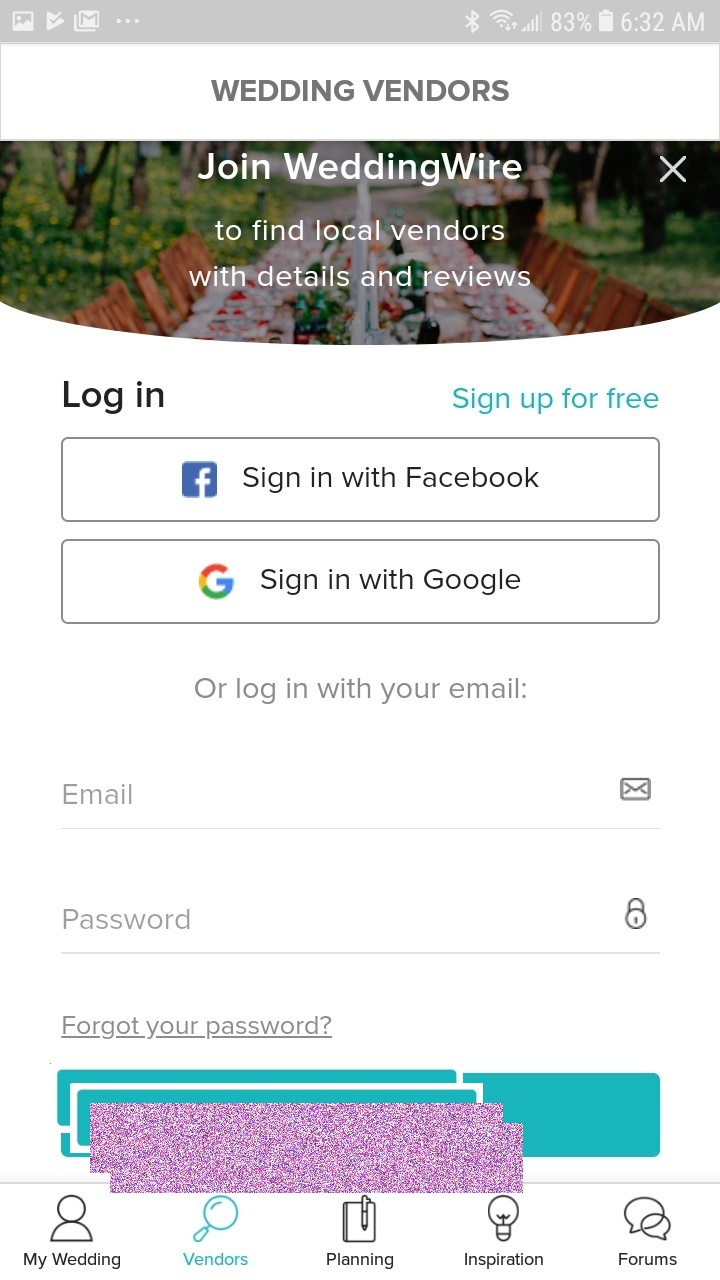 83% 6:32 AM
WEDDING VENDORS
Join WeddingWire
to find local vendors
with details and reviews
Log in
Sign up for free
Sign in with Facebook
Sign in with Google
Or log in with your email:
Email
Password
Forgot your password?
My Wedding
Vendors
Planning
Inspiration
Forums